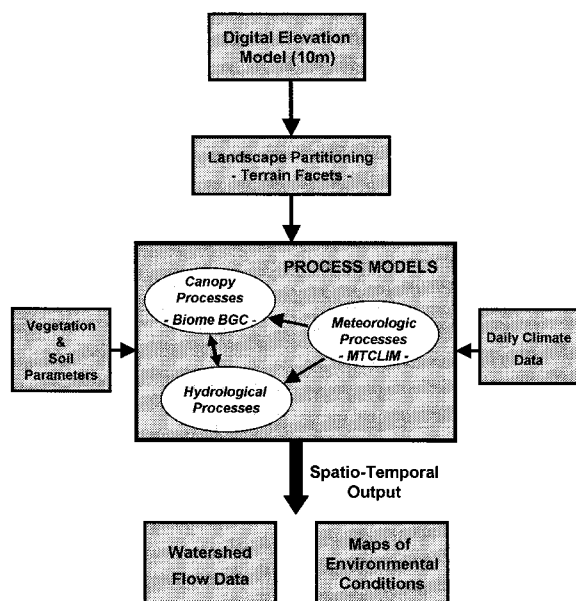 Digital Elevation
Model (10m)
Landscape Partitioning
- Terrain Facets -
PROCESS MODELS
Canopy
Processes
- Biome BGC -
Meteorologic
Processes
- MTCLIM -
Hydrological
Processes
Vegetation
&
Soil
Parameters
Daily Climate
Data
Spatio-Temporal
Output
Watershed
Flow Data
Maps of
Environmental
Conditions